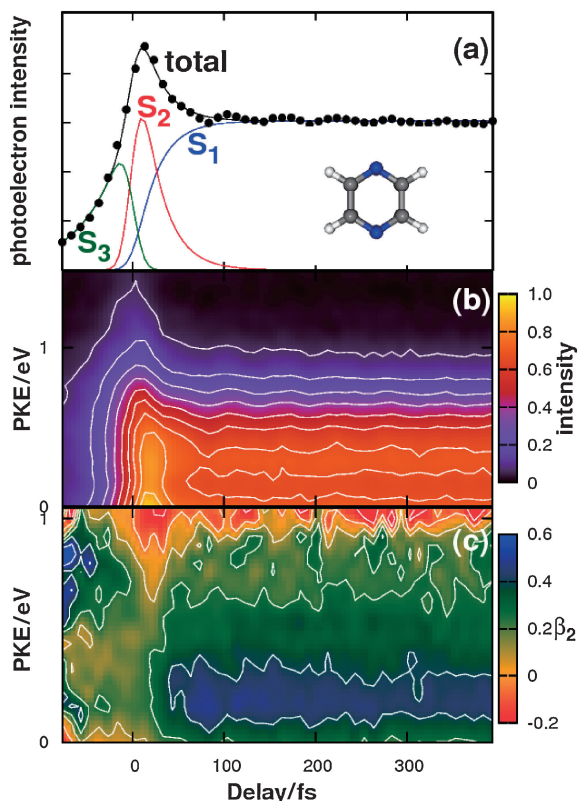 (a)
photoelectron intensity
total
S2
S1
S3
(b)
PKE/eV
1
0
1.0
0.8
0.6
0.4
0.2
0
intensity
(c)
PKE/eV
1
0
0.6
0.4
0.2
0
-0.2
β2
0 100 200 300
Delay/fs